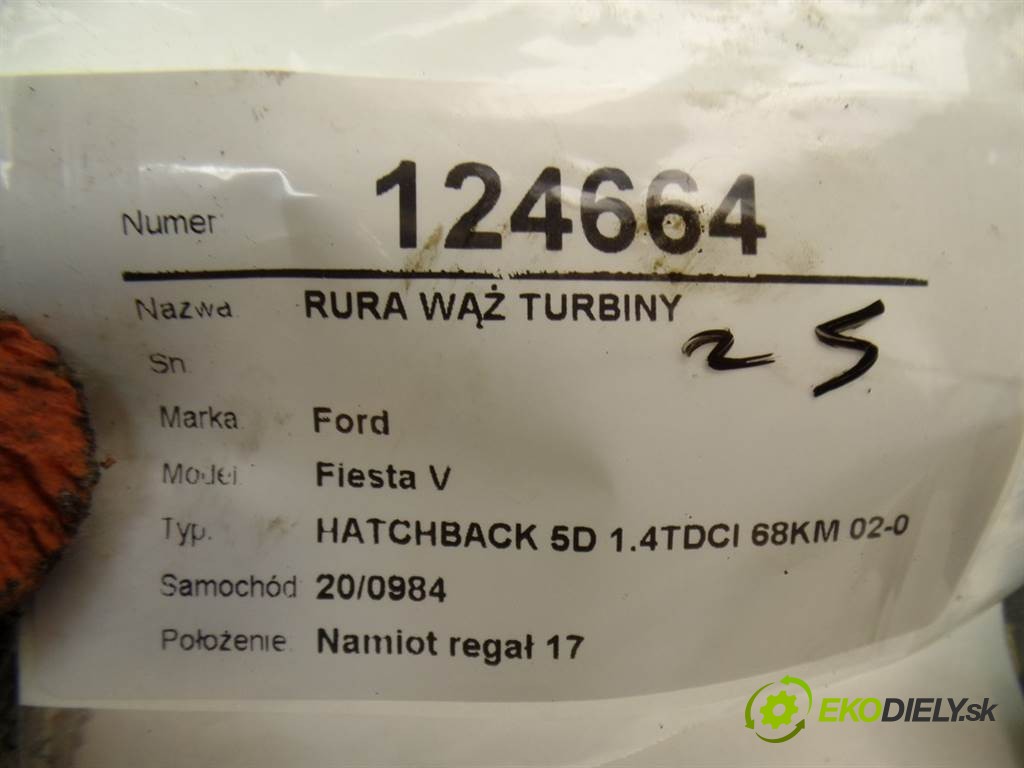 Numer 124664
Nazwa RURA WĄŻ TURBINY
25
Sn.
Marka Ford
Model Fiesta V
Typ. HATCHBACK 5D 1.4TDCI 68KM 02-0
Samochód 20/0984
Położenie. Namiot regał 17
EKODIELY.sk